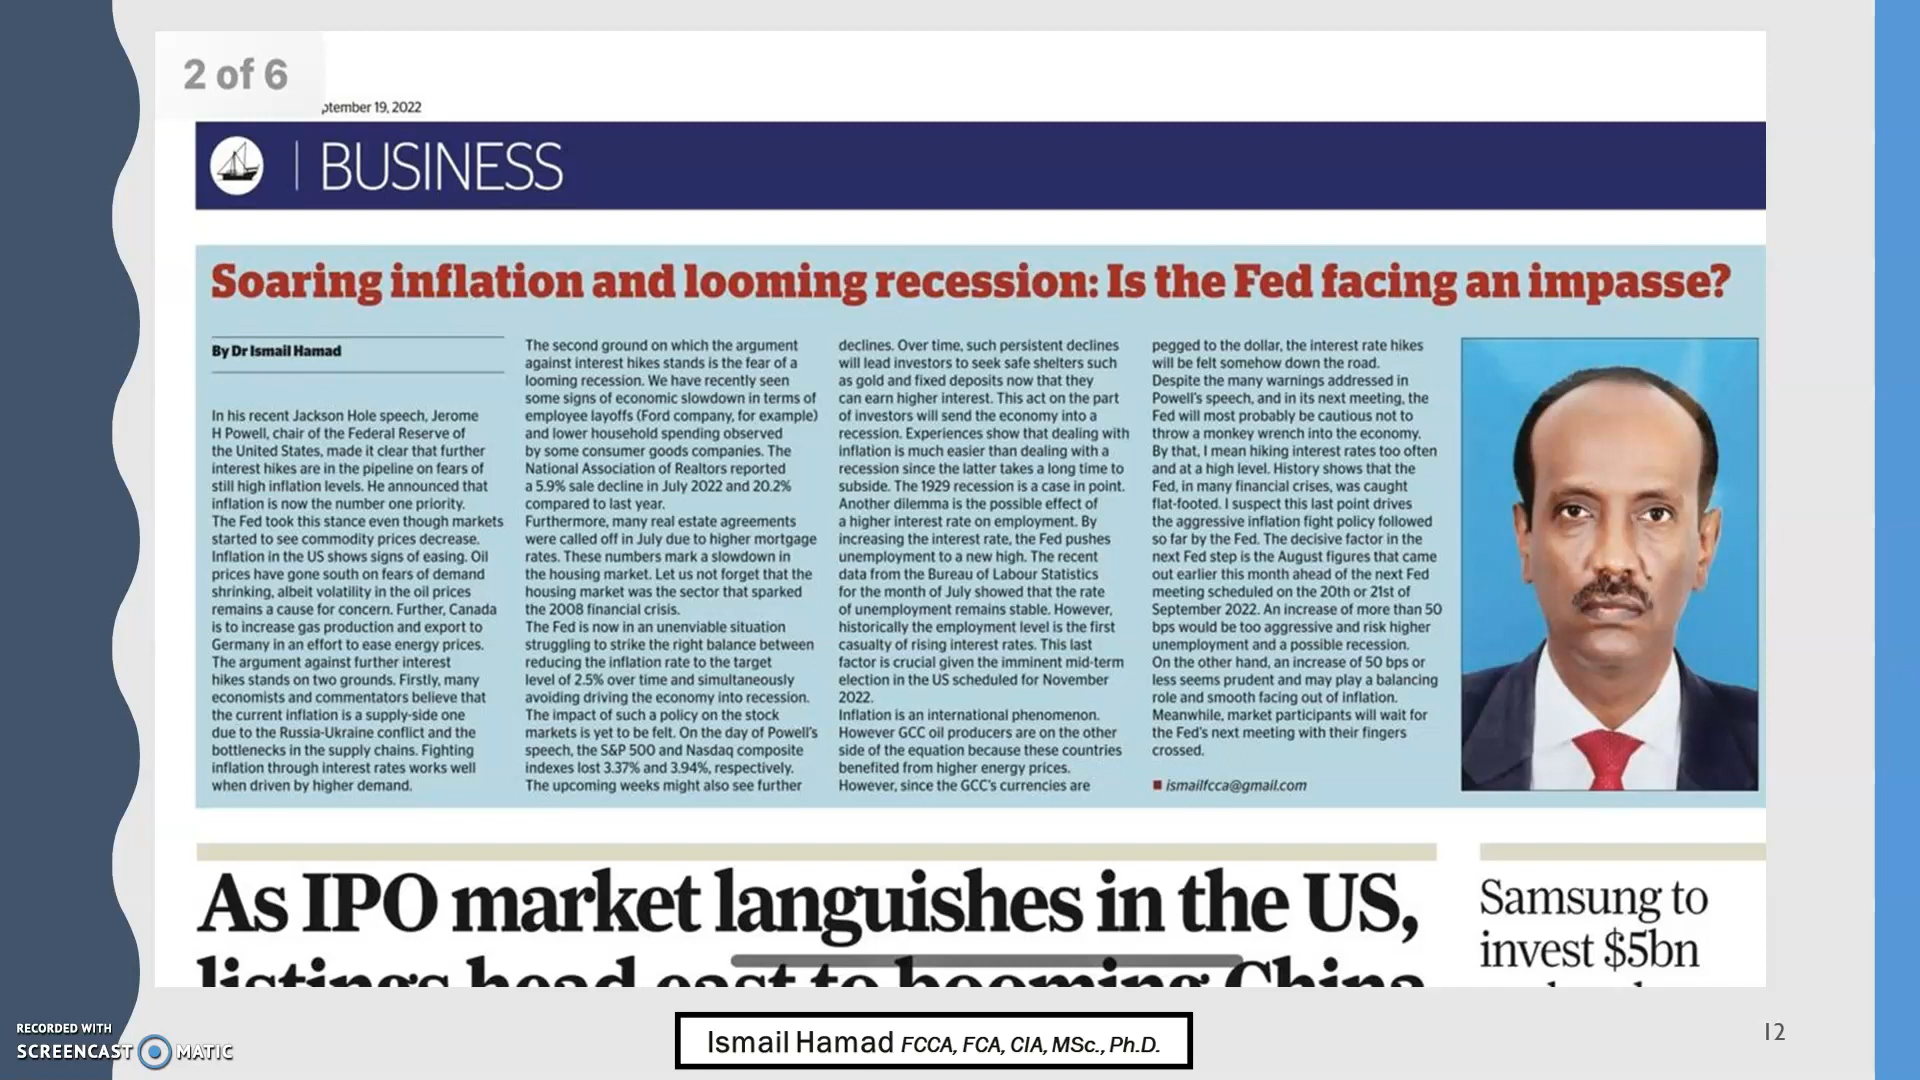 2 of 6
ptember 19, 2022
BUSINESS
Soaring inflation and looming recession: Is the Fed facing an impasse?
By Dr Ismail Hamad
In his recent Jackson Hole speech, Jerome
H Powell, chair of the Federal Reserve of
the United States, made it clear that further
interest hikes are in the pipeline on fears of
still high inflation levels. He announced that
inflation is now the number one priority.
The Fed took this stance even though markets
started to see commodity prices decrease.
Inflation in the US shows signs of easing. Oil
prices have gone south on fears of demand
shrinking, albeit volatility in the oil prices
remains a cause for concern. Further, Canada
is to increase gas production and export to
Germany in an effort to ease energy prices.
The argument against further interest
hikes stands on two grounds. Firstly, many
economists and commentators believe that
the current inflation is a supply-side one
due to the Russia-Ukraine conflict and the
bottlenecks in the supply chains. Fighting
inflation through interest rates works well
when driven by higher demand.
The second ground on which the argument
against interest hikes stands is the fear of a
looming recession. We have recently seen
some signs of economic slowdown in terms of
employee layoffs (Ford company, for example)
and lower household spending observed
by some consumer goods companies. The
National Association of Realtors reported
a 5.9% sale decline in July 2022 and 20.2%
compared to last year.
Furthermore, many real estate agreements
were called off in July due to higher mortgage
rates. These numbers mark a slowdown in
the housing market. Let us not forget that the
housing market was the sector that sparked
the 2008 financial crisis.
The Fed is now in an unenviable situation
struggling to strike the right balance between
reducing the inflation rate to the target
level of 2.5% over time and simultaneously
avoiding driving the economy into recession.
The impact of such a policy on the stock
markets is yet to be felt. On the day of Powell's
speech, the S&P 500 and Nasdaq composite
indexes lost 3.37% and 3.94%, respectively.
The upcoming weeks might also see further
declines. Over time, such persistent declines
will lead investors to seek safe shelters such
as gold and fixed deposits now that they
can earn higher interest. This act on the part
of investors will send the economy into a
recession. Experiences show that dealing with
inflation is much easier than dealing with a
recession since the latter takes a long time to
subside. The 1929 recession is a case in point.
Another dilemma is the possible effect of
a higher interest rate on employment. By
increasing the interest rate, the Fed pushes
unemployment to a new high. The recent
data from the Bureau of Labour Statistics
for the month of July showed that the rate
of unemployment remains stable. However,
historically the employment level is the first
casualty of rising interest rates. This last
factor is crucial given the imminent mid-term
election in the US scheduled for November
2022.
Inflation is an international phenomenon.
However GCC oil producers are on the other
side of the equation because these countries
benefited from higher energy prices.
However, since the GCC's currencies are
pegged to the dollar, the interest rate hikes
will be felt somehow down the road.
Despite the many warnings addressed in
Powell's speech, and in its next meeting, the
Fed will most probably be cautious not to
throw a monkey wrench into the economy.
By that, I mean hiking interest rates too often
and at a high level. History shows that the
Fed, in many financial crises, was caught
flat-footed. I suspect this last point drives
the aggressive inflation fight policy followed
so far by the Fed. The decisive factor in the
next Fed step is the August figures that came
out earlier this month ahead of the next Fed
meeting scheduled on the 20th or 21st of
September 2022. An increase of more than 50
bps would be too aggressive and risk higher
unemployment and a possible recession.
On the other hand, an increase of 50 bps or
less seems prudent and may play a balancing
role and smooth facing out of inflation.
Meanwhile, market participants will wait for
the Fed's next meeting with their fingers
crossed.
ismailfcca@gmail.com
As IPO market languishes in the US,
listings head east to booming China
Samsung to
invest $5bn
Ismail Hamad FCCA, FCA, CIA, MSc., Ph.D.
12
RECORDED WITH
SCREENCAST MATIC